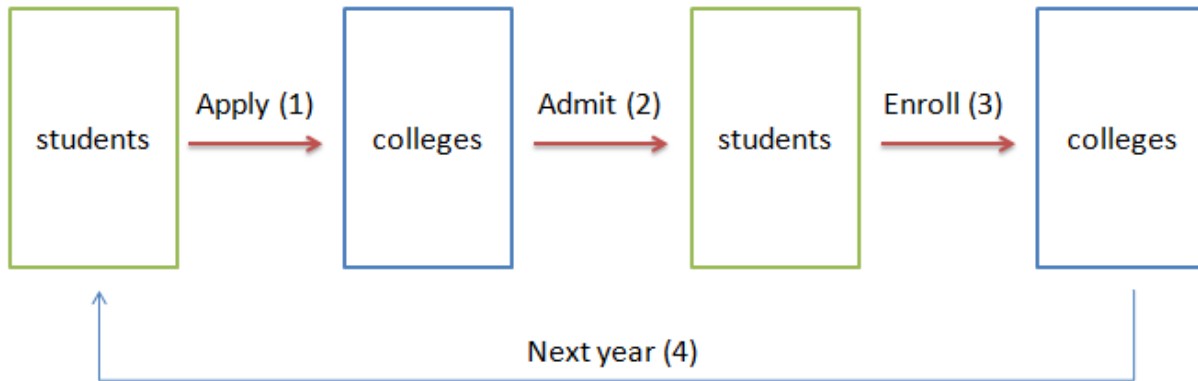 students
Apply (1)
colleges
Admit (2)
students
Enroll (3)
colleges
Next year (4)